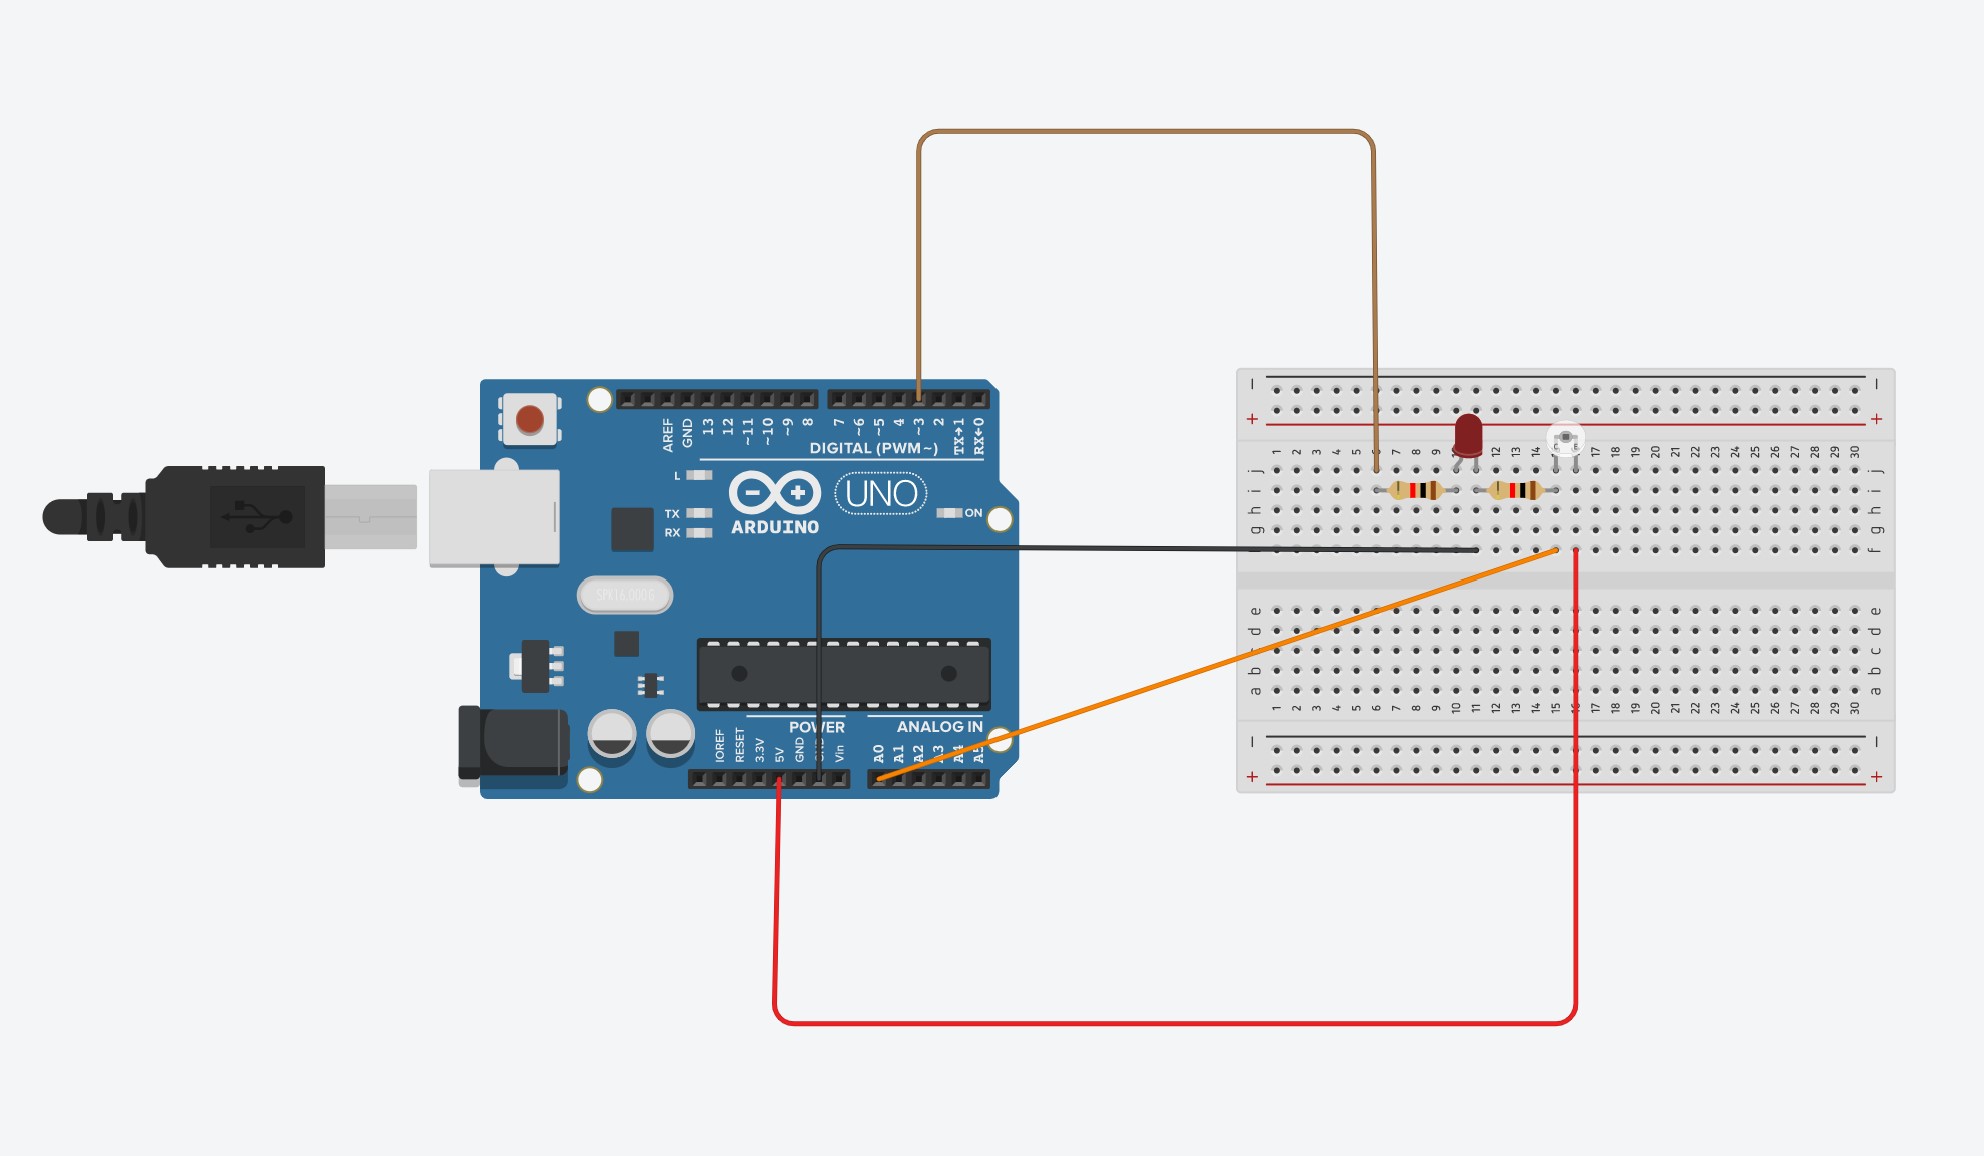 AREF
GND
13
12
~11
~10
~9
8
7
~6
~5
4
~3
2
TX→1
RX←0
DIGITAL (PWM ~)
L
TX
RX
ARDUINO
UNO
ON
SPK16.000G
POWER
ANALOG IN
IOREF
RESET
3.3V
5V
GND
Vin
A0
A1
A2
A3
A4
− −
+ +
1 2 3 4 5 6 7 8 9 10 11 12 13 14 15 16 17 18 19 20 21 22 23 24 25 26 27 28 29 30
j j
i i
h h
g g
f
e e
d d
c
b b
a a
1 2 3 4 5 6 7 8 9 10 11 12 13 14 15 16 17 18 19 20 21 22 23 24 25 26 27 28 29 30
− −
+ +